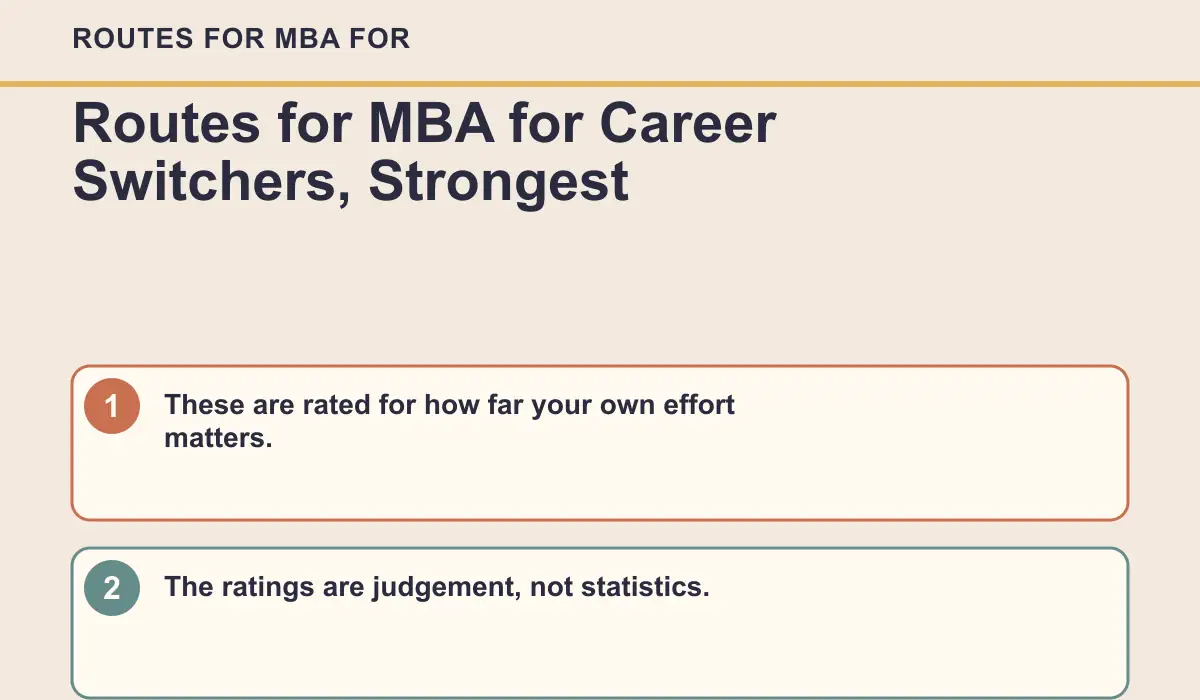 ROUTES FOR MBA FOR
Routes for MBA for Career
Switchers, Strongest
1
These are rated for how far your own effort
matters.
2
The ratings are judgement, not statistics.